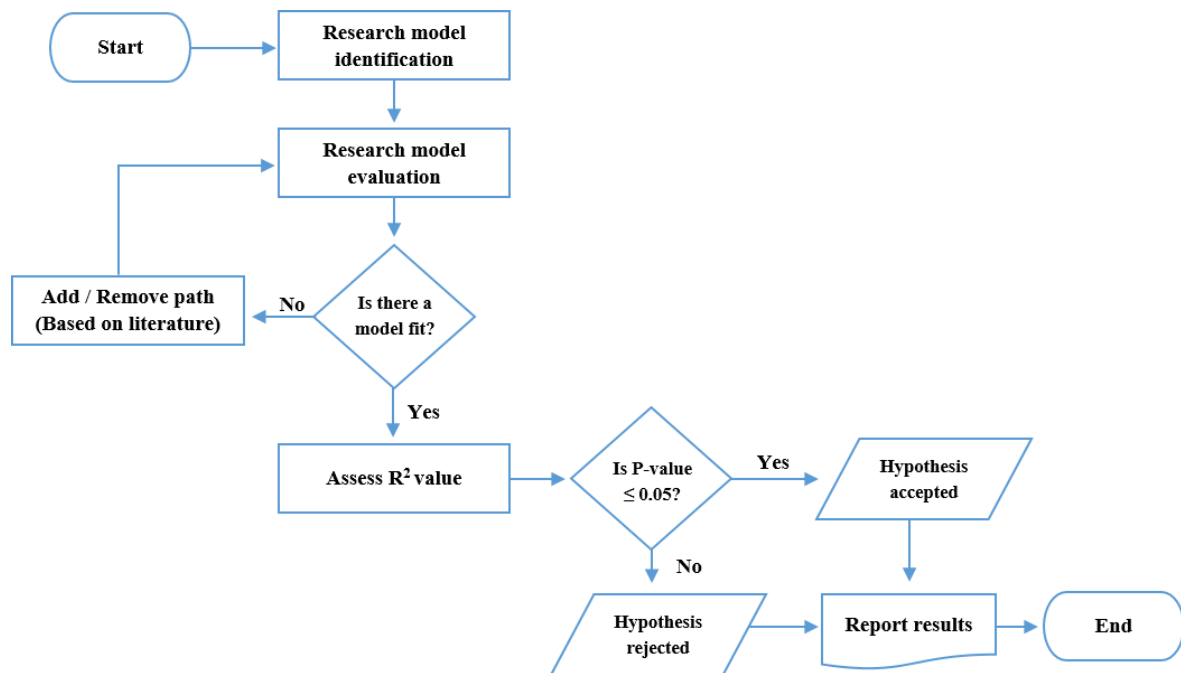 Start
Research model
identification
Research model
evaluation
Add / Remove path
(Based on literature)
No
Is there a
model fit?
Yes
Assess R² value
Is P-value
≤ 0.05?
Yes
Hypothesis
accepted
No
Hypothesis
rejected
Report results
End